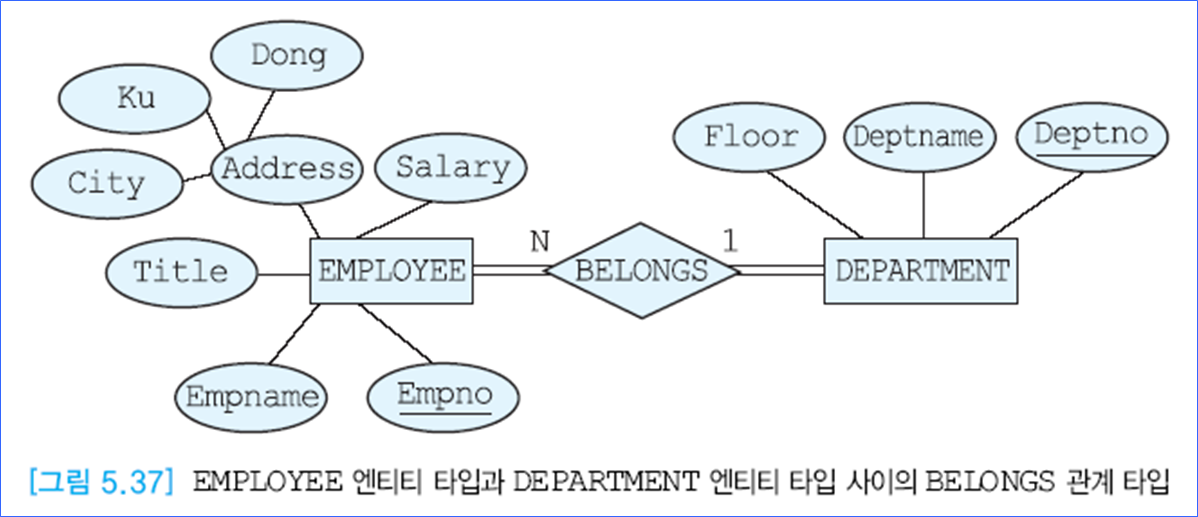 Dong
Ku
City
Address
Salary
Floor
Deptname
Deptno
N
1
Title
EMPLOYEE
BELONGS
DEPARTMENT
Empname
Empno
[그림 5.37] EMPLOYEE 엔티티 타입과 DEPARTMENT 엔티티 타입 사이의 BELONGS 관계 타입